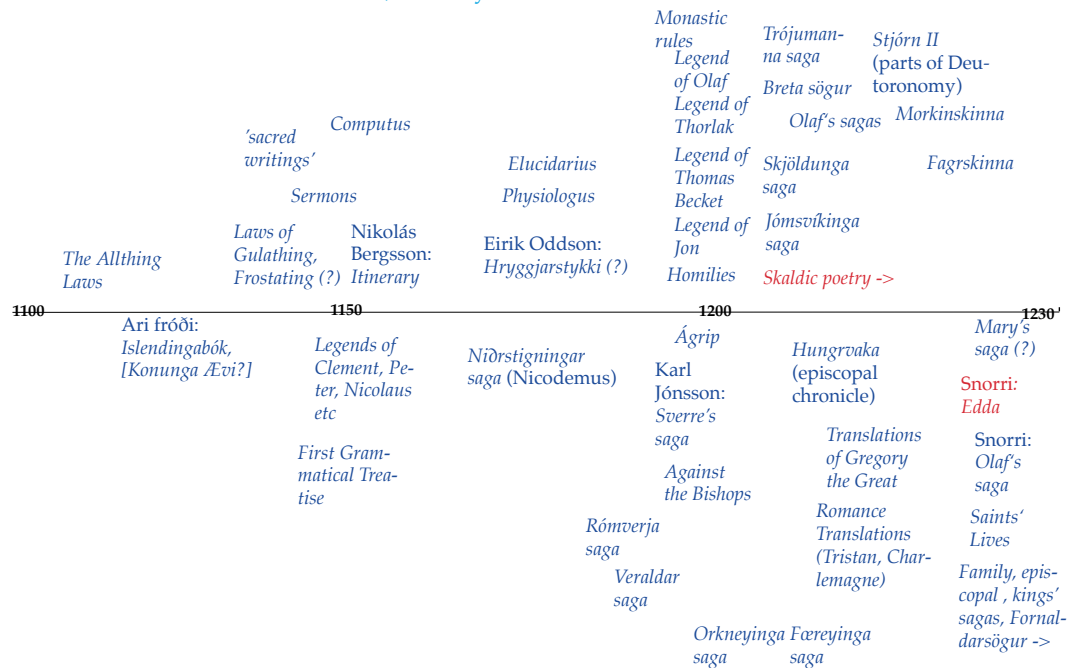 Monastic
rules
Legend
of Olaf
Legend of
Thorlak
Legend of
Thomas
Becket
Legend of
Jon
Homilies
Trójuman-
na saga
Breta sögur
Olaf's sagas
Skjöldunga
saga
Jómsvíkinga
saga
Skaldic poetry ->
Stjórn II
(parts of Deu-
toronomy)
Morkinskinna
Fagrskinna
Computus
'sacred
writings'
Sermons
Elucidarius
Physiologus
The Allthing
Laws
Laws of
Gulathing,
Frostating (?)
Nikolás
Bergsson:
Itinerary
Eirik Oddson:
Hryggjarstykki (?)
1100
1150
1200
1230
Ari fróði:
Islendingabók,
[Konunga Ævi?]
Legends of
Clement, Pe-
ter, Nicolaus
etc
First Gram-
matical Trea-
tise
Niðrstigningar
saga (Nicodemus)
Ágrip
Karl
Jónsson:
Sverre's
saga
Against
the Bishops
Rómverja
saga
Veraldar
saga
Orkneyinga
saga
Færeyinga
saga
Hungrvaka
(episcopal
chronicle)
Translations
of Gregory
the Great
Romance
Translations
(Tristan, Char-
lemagne)
Mary's
saga (?)
Snorri:
Edda
Snorri:
Olaf's
saga
Saints'
Lives
Family, epis-
copal , kings'
sagas, Fornal-
darsögur ->